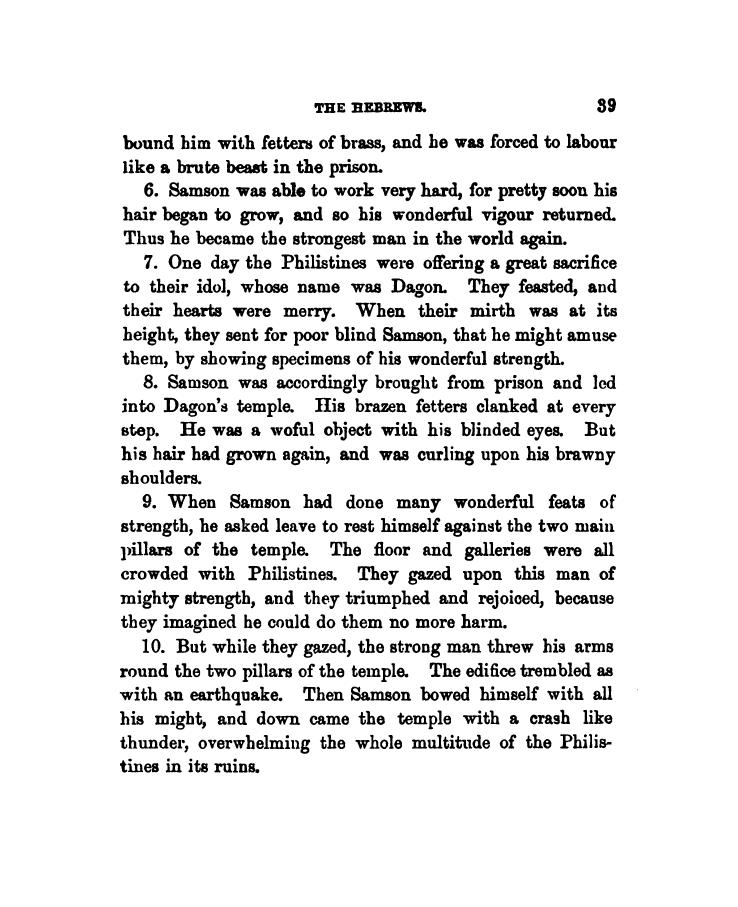 THE HEBREWS. 39
bound him with fetters of brass, and he was forced to labour
like a brute beast in the prison.
6. Samson was able to work very hard, for pretty soon his
hair began to grow, and so his wonderful vigour returned.
Thus he became the strongest man in the world again.
7. One day the Philistines were offering a great sacrifice
to their idol, whose name was Dagon. They feasted, and
their hearts were merry. When their mirth was at its
height, they sent for poor blind Samson, that he might amuse
them, by showing specimens of his wonderful strength.
8. Samson was accordingly brought from prison and led
into Dagon's temple. His brazen fetters clanked at every
step. He was a woful object with his blinded eyes. But
his hair had grown again, and was curling upon his brawny
shoulders.
9. When Samson had done many wonderful feats of
strength, he asked leave to rest himself against the two main
pillars of the temple. The floor and galleries were all
crowded with Philistines. They gazed upon this man of
mighty strength, and they triumphed and rejoiced, because
they imagined he could do them no more harm.
10. But while they gazed, the strong man threw his arms
round the two pillars of the temple. The edifice trembled as
with an earthquake. Then Samson bowed himself with all
his might, and down came the temple with a crash like
thunder, overwhelming the whole multitude of the Philis-
tines in its ruins.